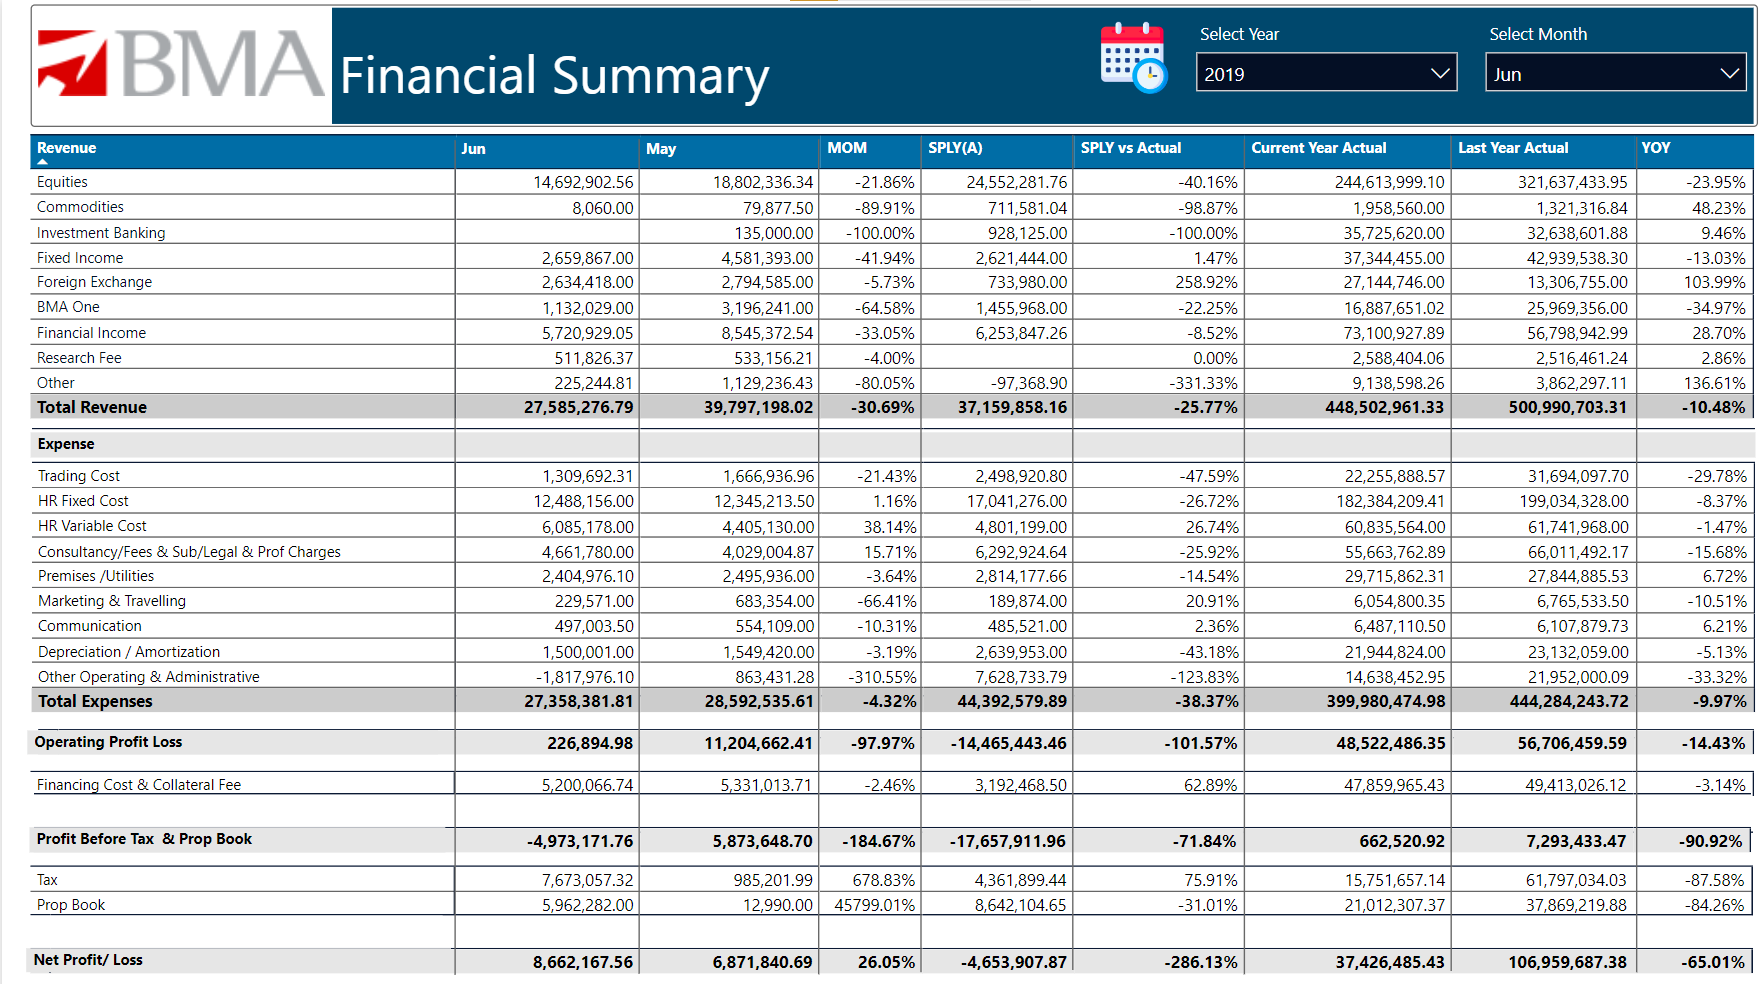 BMA Financial Summary
Select Year
2019
Select Month
Jun
Revenue Jun May MOM SPLY(A) SPLY vs Actual Current Year Actual Last Year Actual YOY
Equities 14,692,902.56 18,802,336.34 -21.86% 24,552,281.76 -40.16% 244,613,999.10 321,637,433.95 -23.95%
Commodities 8,060.00 79,877.50 -89.91% 711,581.04 -98.87% 1,958,560.00 1,321,316.84 48.23%
Investment Banking 135,000.00 -100.00% 928,125.00 -100.00% 35,725,620.00 32,638,601.88 9.46%
Fixed Income 2,659,867.00 4,581,393.00 -41.94% 2,621,444.00 1.47% 37,344,455.00 42,939,538.30 -13.03%
Foreign Exchange 2,634,418.00 2,794,585.00 -5.73% 733,980.00 258.92% 27,144,746.00 13,306,755.00 103.99%
BMA One 1,132,029.00 3,196,241.00 -64.58% 1,455,968.00 -22.25% 16,887,651.02 25,969,356.00 -34.97%
Financial Income 5,720,929.05 8,545,372.54 -33.05% 6,253,847.26 -8.52% 73,100,927.89 56,798,942.99 28.70%
Research Fee 511,826.37 533,156.21 -4.00% 0.00% 2,588,404.06 2,516,461.24 2.86%
Other 225,244.81 1,129,236.43 -80.05% -97,368.90 -331.33% 9,138,598.26 3,862,297.11 136.61%
Total Revenue 27,585,276.79 39,797,198.02 -30.69% 37,159,858.16 -25.77% 448,502,961.33 500,990,703.31 -10.48%
Expense
Trading Cost 1,309,692.31 1,666,936.96 -21.43% 2,498,920.80 -47.59% 22,255,888.57 31,694,097.70 -29.78%
HR Fixed Cost 12,488,156.00 12,345,213.50 1.16% 17,041,276.00 -26.72% 182,384,209.41 199,034,328.00 -8.37%
HR Variable Cost 6,085,178.00 4,405,130.00 38.14% 4,801,199.00 26.74% 60,835,564.00 61,741,968.00 -1.47%
Consultancy/Fees & Sub/Legal & Prof Charges 4,661,780.00 4,029,004.87 15.71% 6,292,924.64 -25.92% 55,663,762.89 66,011,492.17 -15.68%
Premises /Utilities 2,404,976.10 2,495,936.00 -3.64% 2,814,177.66 -14.54% 29,715,862.31 27,844,885.53 6.72%
Marketing & Travelling 229,571.00 683,354.00 -66.41% 189,874.00 20.91% 6,054,800.35 6,765,533.50 -10.51%
Communication 497,003.50 554,109.00 -10.31% 485,521.00 2.36% 6,487,110.50 6,107,879.73 6.21%
Depreciation / Amortization 1,500,001.00 1,549,420.00 -3.19% 2,639,953.00 -43.18% 21,944,824.00 23,132,059.00 -5.13%
Other Operating & Administrative -1,817,976.10 863,431.28 -310.55% 7,628,733.79 -123.83% 14,638,452.95 21,952,000.09 -33.32%
Total Expenses 27,358,381.81 28,592,535.61 -4.32% 44,392,579.89 -38.37% 399,980,474.98 444,284,243.72 -9.97%
Operating Profit Loss 226,894.98 11,204,662.41 -97.97% -14,465,443.46 -101.57% 48,522,486.35 56,706,459.59 -14.43%
Financing Cost & Collateral Fee 5,200,066.74 5,331,013.71 -2.46% 3,192,468.50 62.89% 47,859,965.43 49,413,026.12 -3.14%
Profit Before Tax & Prop Book -4,973,171.76 5,873,648.70 -184.67% -17,657,911.96 -71.84% 662,520.92 7,293,433.47 -90.92%
Tax 7,673,057.32 985,201.99 678.83% 4,361,899.44 75.91% 15,751,657.14 61,797,034.03 -87.58%
Prop Book 5,962,282.00 12,990.00 45799.01% 8,642,104.65 -31.01% 21,012,307.37 37,869,219.88 -84.26%
Net Profit/ Loss 8,662,167.56 6,871,840.69 26.05% -4,653,907.87 -286.13% 37,426,485.43 106,959,687.38 -65.01%